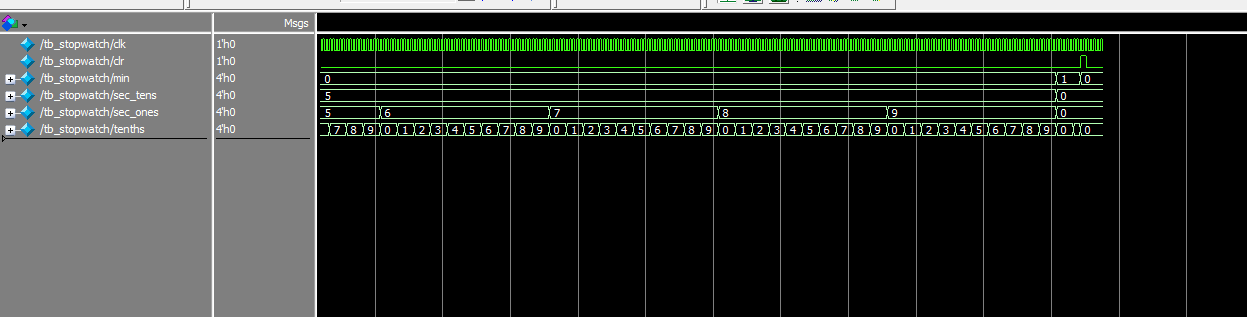 Msgs
/tb_stopwatch/clk 1'h0
/tb_stopwatch/clr 1'h0
/tb_stopwatch/min 4'h0 0 1 0
/tb_stopwatch/sec_tens 4'h0 5 0
/tb_stopwatch/sec_ones 4'h0 5 6 7 8 9 0
/tb_stopwatch/tenths 4'h0 7 8 9 0 1 2 3 4 5 6 7 8 9 0 1 2 3 4 5 6 7 8 9 0 1 2 3 4 5 6 7 8 9 0 1 2 3 4 5 6 7 8 9 0 0